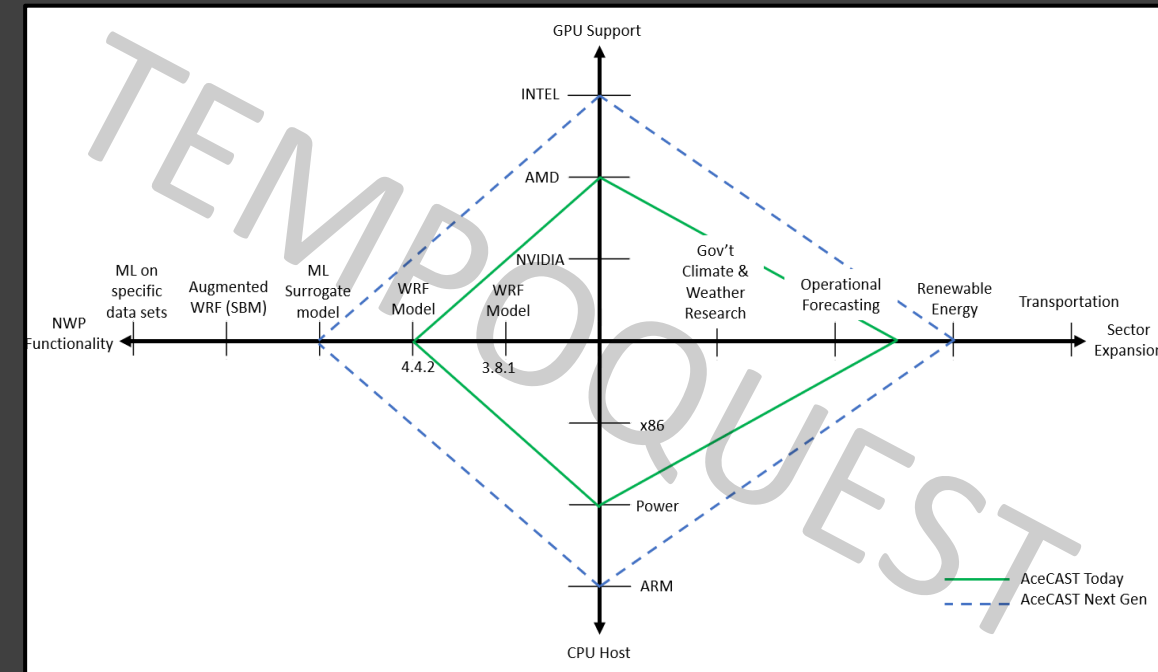 GPU Support
INTEL
AMD
NVIDIA
ML on
specific
data sets
Augmented
WRF (SBM)
ML
Surrogate
model
WRF
Model
WRF
Model
Gov't
Climate &
Weather
Research
Operational
Forecasting
Renewable
Energy
Transportation
NWP
Functionality
Sector
Expansion
4.4.2
3.8.1
x86
Power
ARM
CPU Host
AceCAST Today
AceCAST Next Gen
TEMPOQUEST